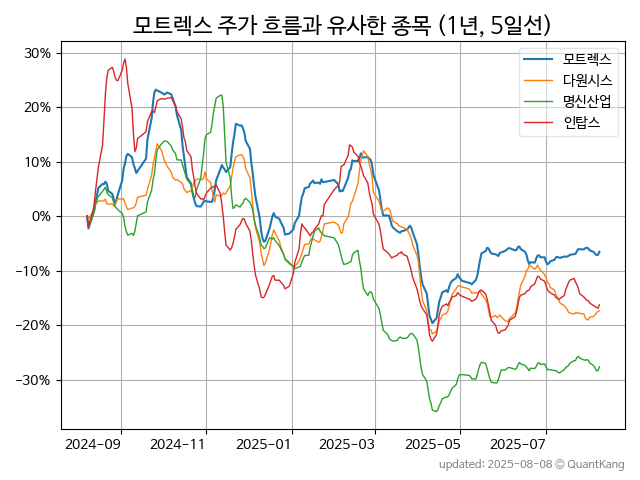 모트렉스 주가 흐름과 유사한 종목 (1년, 5일선)
모트렉스
다원시스
명신산업
인탑스
30%
20%
10%
0%
−10%
−20%
−30%
2024-09 2024-11 2025-01 2025-03 2025-05 2025-07
updated: 2025-08-08 © QuantKang